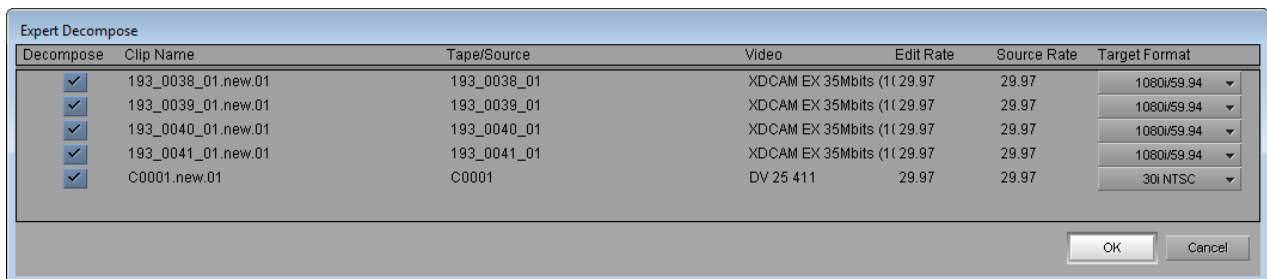 Expert Decompose
Decompose Clip Name Tape/Source Video Edit Rate Source Rate Target Format
193_0038_01.new.01 193_0038_01 XDCAM EX 35Mbits (1( 29.97 29.97 1080i/59.94
193_0039_01.new.01 193_0039_01 XDCAM EX 35Mbits (1( 29.97 29.97 1080i/59.94
193_0040_01.new.01 193_0040_01 XDCAM EX 35Mbits (1( 29.97 29.97 1080i/59.94
193_0041_01.new.01 193_0041_01 XDCAM EX 35Mbits (1( 29.97 29.97 1080i/59.94
C0001.new.01 C0001 DV 25 411 29.97 29.97 30i NTSC
OK Cancel